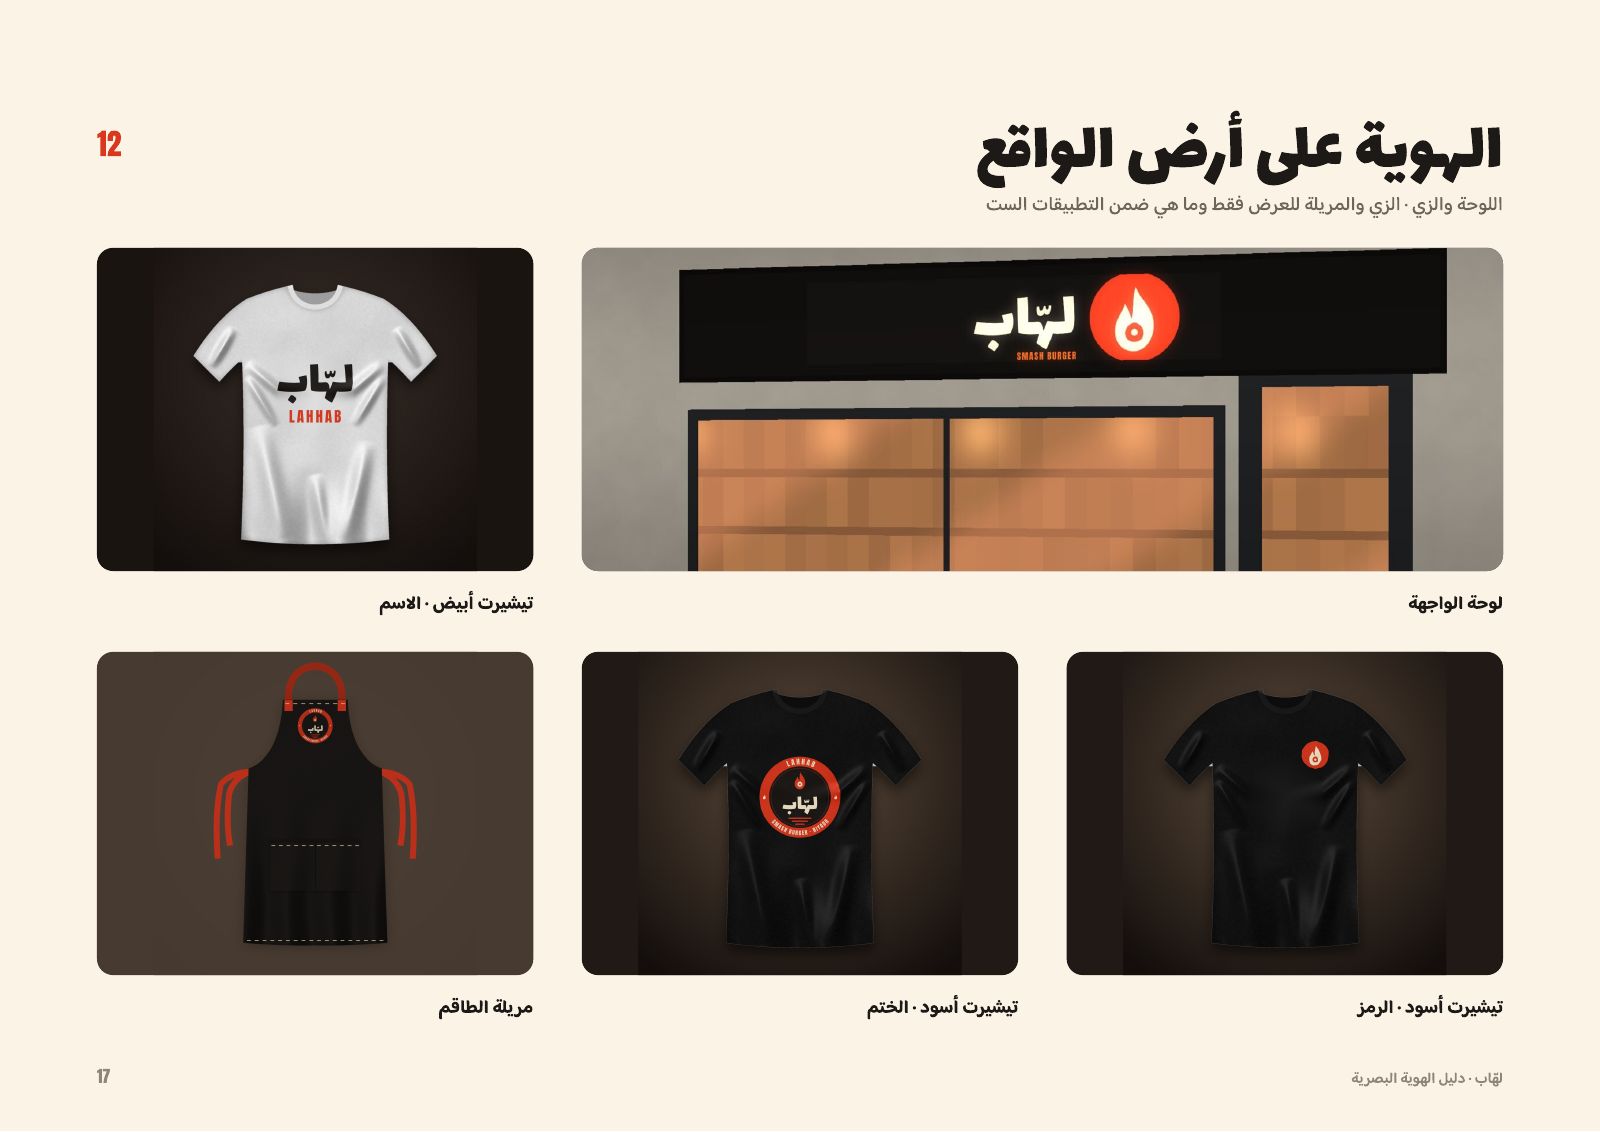 الهوية على أرض الواقع
12
اللوحة والزي · الزي والمريلة للعرض فقط وما هي ضمن التطبيقات الست
لهّاب
SMASH BURGER
لهّاب
LAHHAB
لوحة الواجهة
تيشيرت أبيض · الاسم
LAHHAB
لهّاب
SMASH BURGER · RIYADH
لهّاب
تيشيرت أسود · الرمز
تيشيرت أسود · الختم
مريلة الطاقم
لهّاب · دليل الهوية البصرية
17